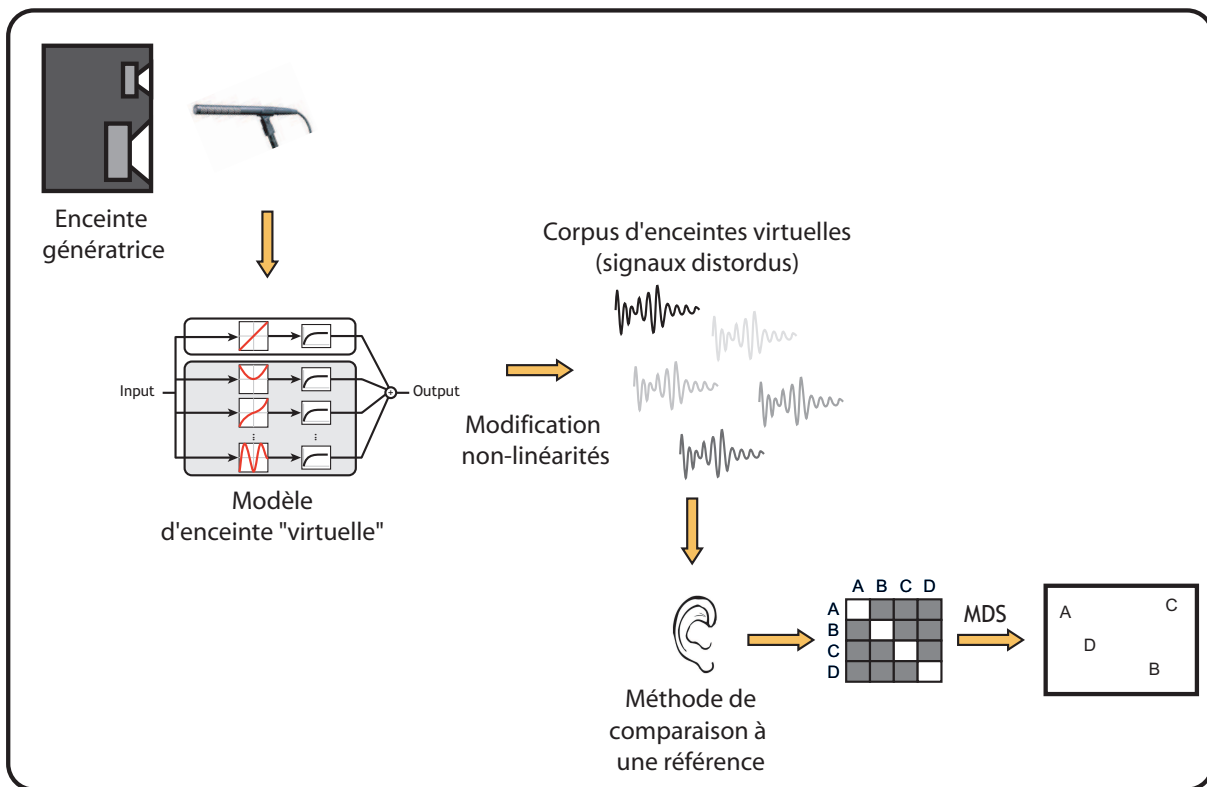 Enceinte
génératrice
Input
Output
Modèle
d'enceinte "virtuelle"
Modification
non-linéarités
Corpus d'enceintes virtuelles
(signaux distordus)
Méthode de
comparaison à
une référence
A B C D
A
B
C
D
MDS
A
C
D
B